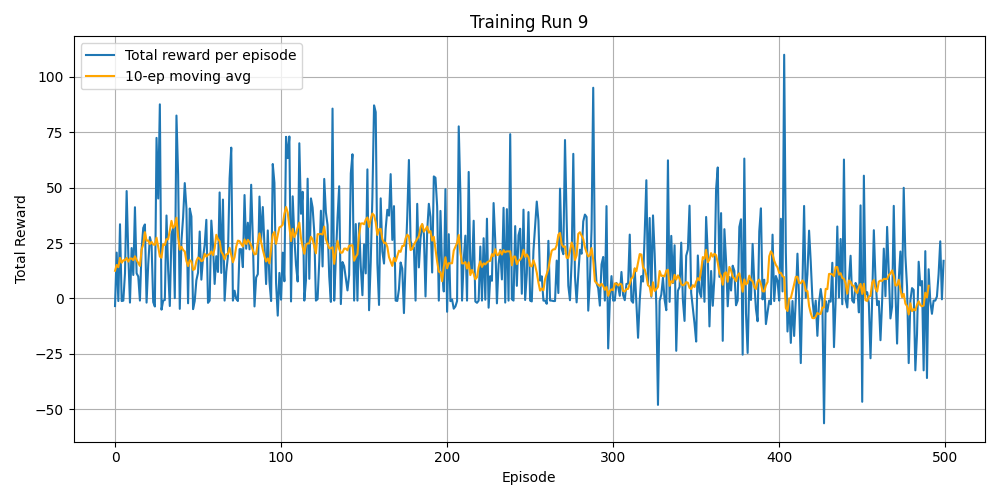 Training Run 9
Total reward per episode
10-ep moving avg
Total Reward
100
75
50
25
0
−25
−50
0 100 200 300 400 500
Episode